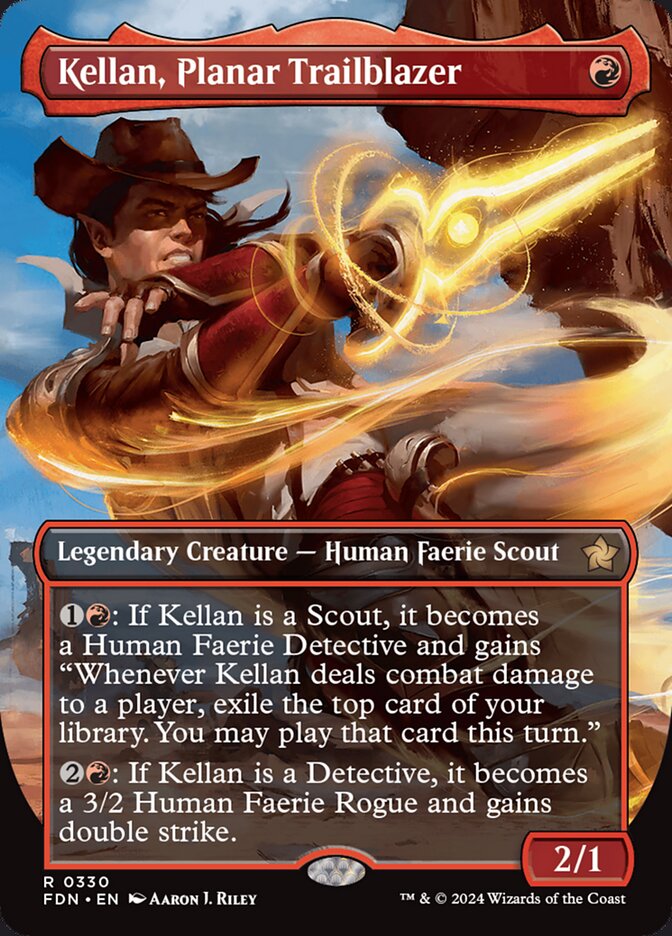 Kellan, Planar Trailblazer
Legendary Creature — Human Faerie Scout
1: If Kellan is a Scout, it becomes
a Human Faerie Detective and gains
“Whenever Kellan deals combat damage
to a player, exile the top card of your
library. You may play that card this turn.”
2: If Kellan is a Detective, it becomes
a 3/2 Human Faerie Rogue and gains
double strike.
2/1
R 0330
FDN • EN Aaron J. Riley
™ & © 2024 Wizards of the Coast